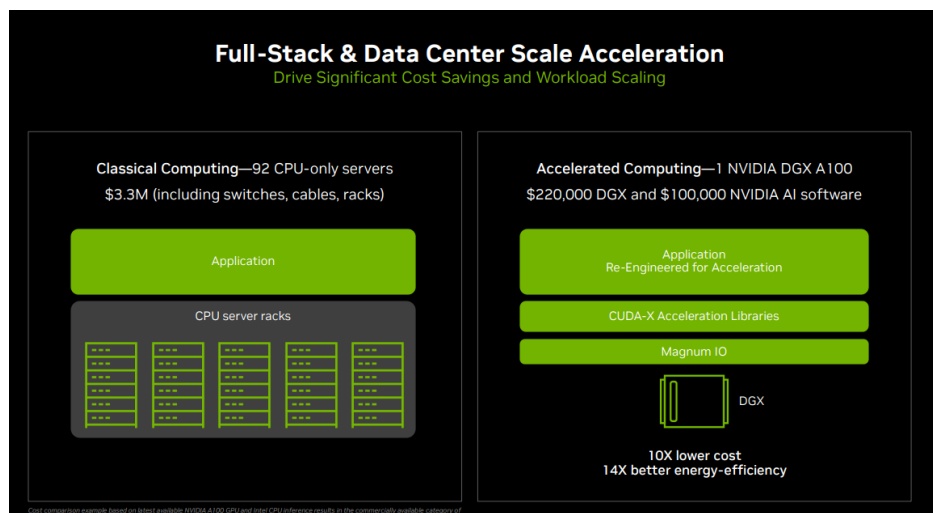 Full-Stack & Data Center Scale Acceleration
Drive Significant Cost Savings and Workload Scaling
Classical Computing—92 CPU-only servers
$3.3M (including switches, cables, racks)
Application
CPU server racks
Accelerated Computing—1 NVIDIA DGX A100
$220,000 DGX and $100,000 NVIDIA AI software
Application
Re-Engineered for Acceleration
CUDA-X Acceleration Libraries
Magnum IO
DGX
10X lower cost
14X better energy-efficiency
Cost comparison example based on latest available NVIDIA A100 GPU and Intel CPU inference results in the commercially available category of